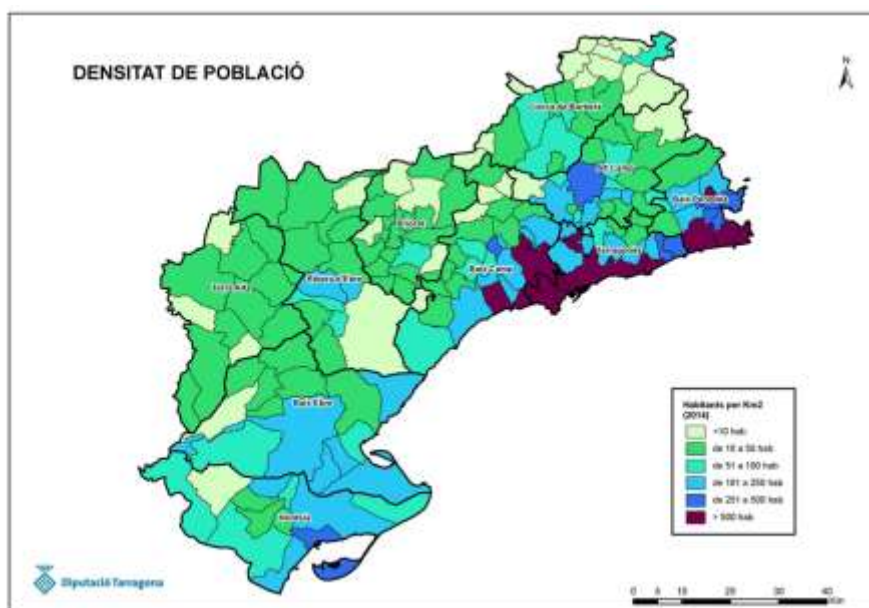 DENSITAT DE POBLACIÓ
N
Conca de Barberà
Alt Camp
Baix Penedès
Priorat
Tarragonès
Baix Camp
Ribera d'Ebre
Terra Alta
Baix Ebre
Montsià
Habitants per Km2
(2014)
<10 hab
de 10 a 50 hab
de 51 a 100 hab
de 101 a 250 hab
de 251 a 500 hab
> 500 hab
Diputació Tarragona
0 5 10 20 30 40